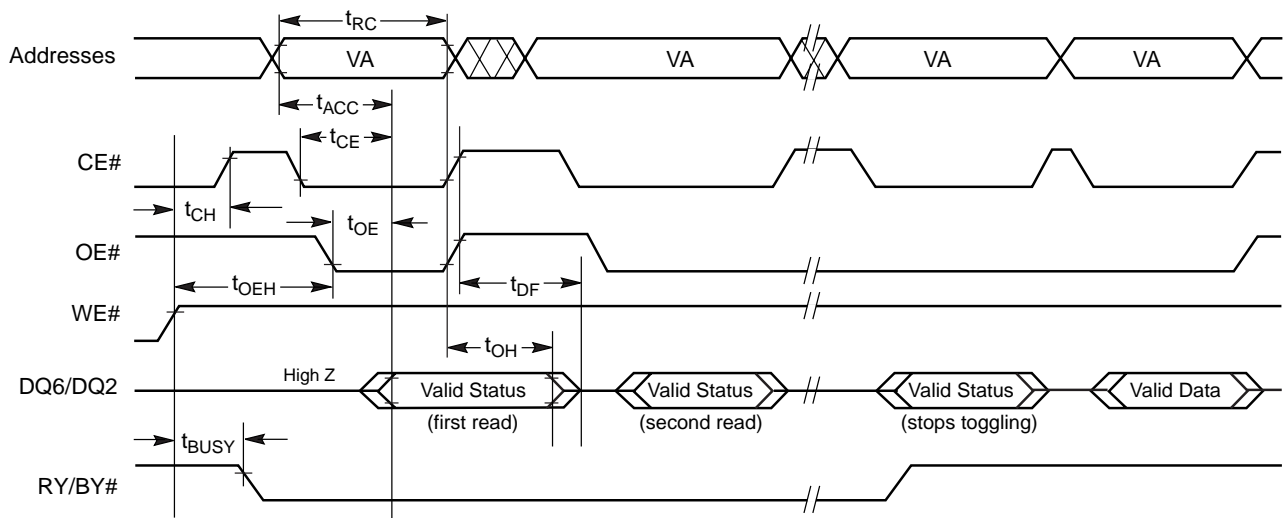 tRC
Addresses VA VA VA VA
tACC
tCE
CE#
tCH tOE
OE#
tOEH tDF
WE#
tOH
High Z
DQ6/DQ2 Valid Status Valid Status Valid Status Valid Data
(first read) (second read) (stops toggling)
tBUSY
RY/BY#